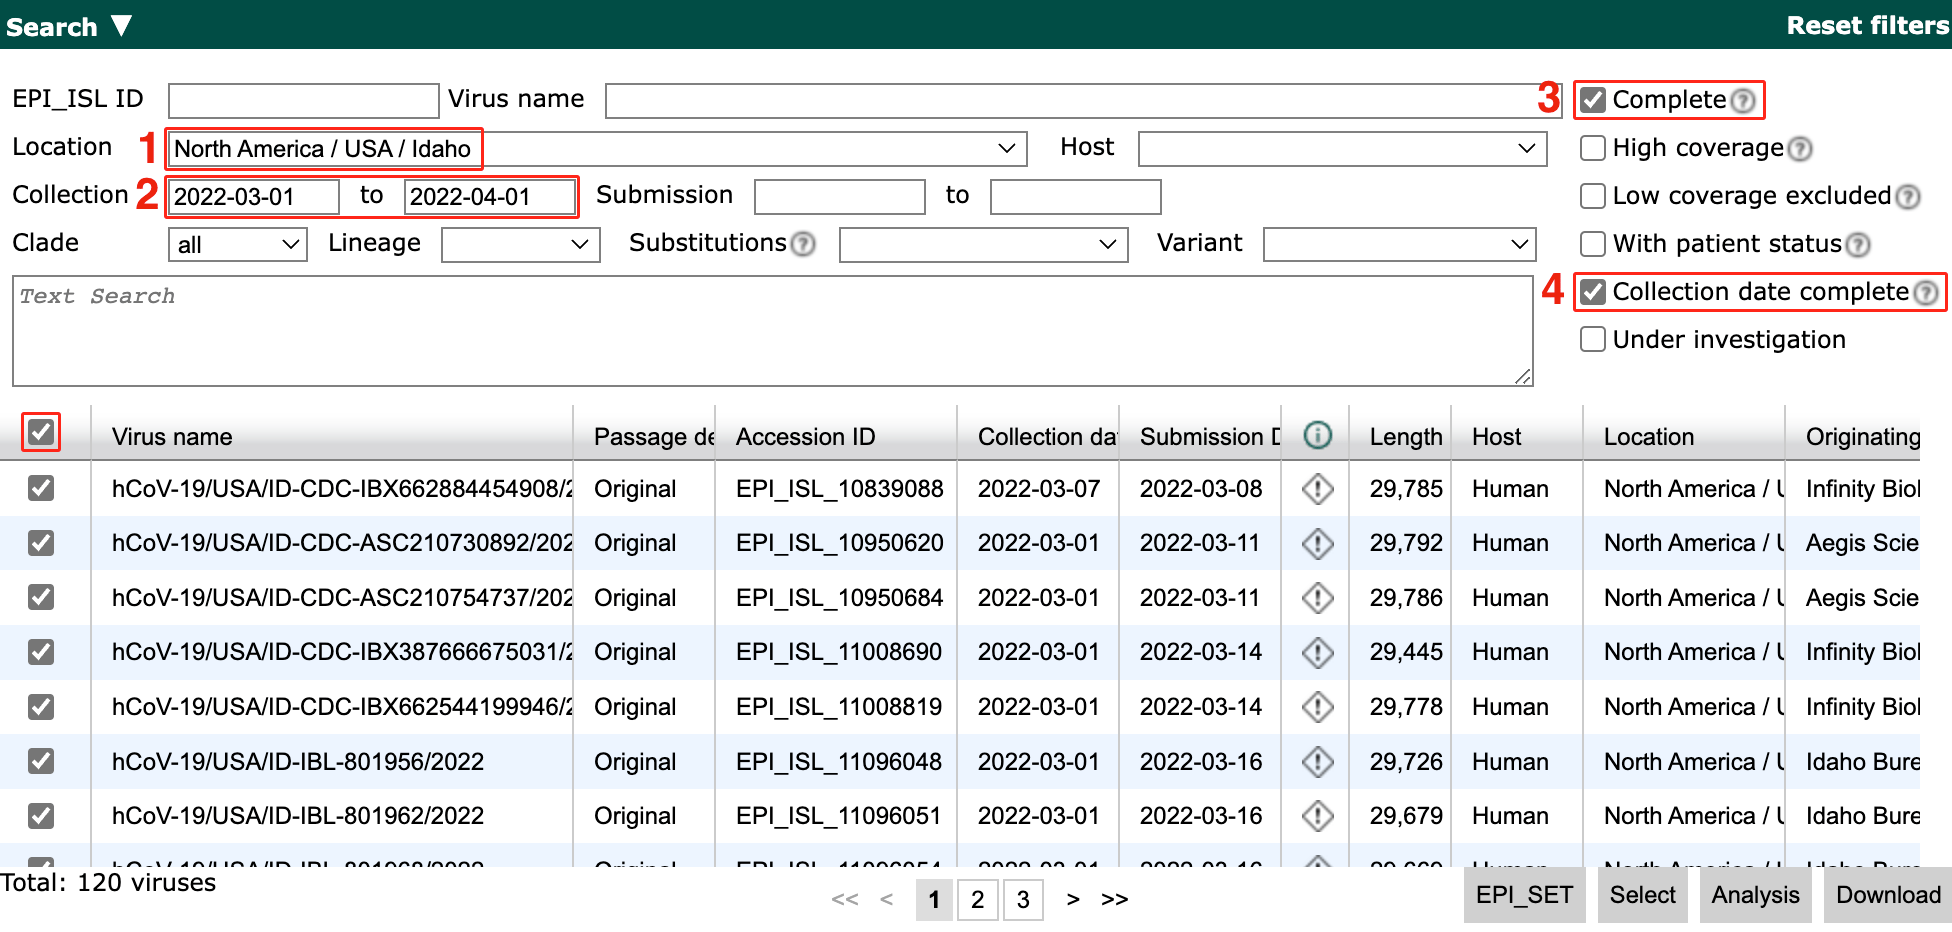 Search ▼ Reset filters
EPI_ISL ID Virus name 3 Complete ?
Location 1 North America / USA / Idaho Host High coverage ?
Collection 2 2022-03-01 to 2022-04-01 Submission to Low coverage excluded ?
Clade all Lineage Substitutions ? Variant With patient status ?
Text Search 4 Collection date complete ?
Under investigation
Virus name Passage de Accession ID Collection da Submission D i Length Host Location Originating
hCoV-19/USA/ID-CDC-IBX662884454908/2 Original EPI_ISL_10839088 2022-03-07 2022-03-08 ! 29,785 Human North America / U Infinity Biol
hCoV-19/USA/ID-CDC-ASC210730892/202 Original EPI_ISL_10950620 2022-03-01 2022-03-11 ! 29,792 Human North America / U Aegis Scie
hCoV-19/USA/ID-CDC-ASC210754737/202 Original EPI_ISL_10950684 2022-03-01 2022-03-11 ! 29,786 Human North America / U Aegis Scie
hCoV-19/USA/ID-CDC-IBX387666675031/2 Original EPI_ISL_11008690 2022-03-01 2022-03-14 ! 29,445 Human North America / U Infinity Biol
hCoV-19/USA/ID-CDC-IBX662544199946/2 Original EPI_ISL_11008819 2022-03-01 2022-03-14 ! 29,778 Human North America / U Infinity Biol
hCoV-19/USA/ID-IBL-801956/2022 Original EPI_ISL_11096048 2022-03-01 2022-03-16 ! 29,726 Human North America / U Idaho Bure
hCoV-19/USA/ID-IBL-801962/2022 Original EPI_ISL_11096051 2022-03-01 2022-03-16 ! 29,679 Human North America / U Idaho Bure
Total: 120 viruses << < 1 2 3 > >> EPI_SET Select Analysis Download